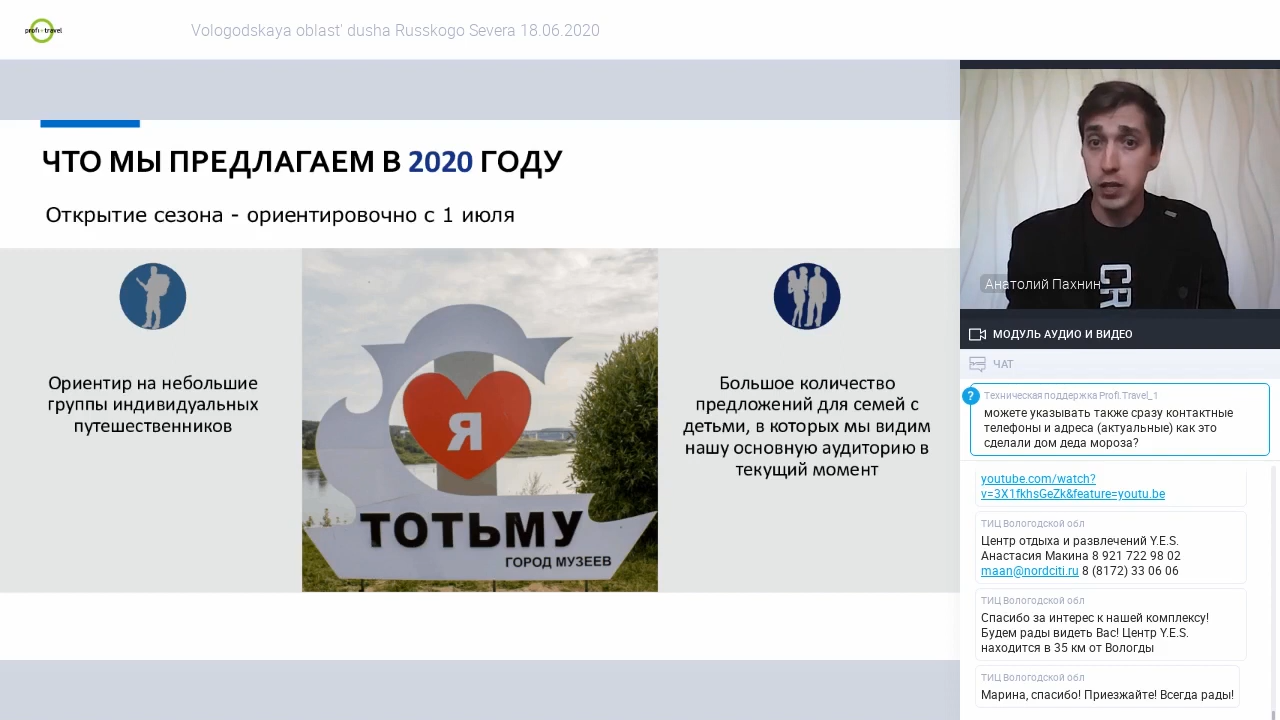 profi - travel
Vologodskaya oblast' dusha Russkogo Severa 18.06.2020
ЧТО МЫ ПРЕДЛАГАЕМ В 2020 ГОДУ
Открытие сезона - ориентировочно с 1 июля
Ориентир на небольшие
группы индивидуальных
путешественников
Я
ТОТЬМУ
ГОРОД МУЗЕЕВ
Большое количество
предложений для семей с
детьми, в которых мы видим
нашу основную аудиторию в
текущий момент
CR
Анатолий Пахнин
МОДУЛЬ АУДИО И ВИДЕО
ЧАТ
?
Техническая поддержка Profi.Travel_1
можете указывать также сразу контактные
телефоны и адреса (актуальные) как это
сделали дом деда мороза?
youtube.com/watch?
v=3X1fkhsGeZk&feature=youtu.be
ТИЦ Вологодской обл
Центр отдыха и развлечений Y.E.S.
Анастасия Макина 8 921 722 98 02
maan@nordciti.ru 8 (8172) 33 06 06
ТИЦ Вологодской обл
Спасибо за интерес к нашей комплексу!
Будем рады видеть Вас! Центр Y.E.S.
находится в 35 км от Вологды
ТИЦ Вологодской обл
Марина, спасибо! Приезжайте! Всегда рады!